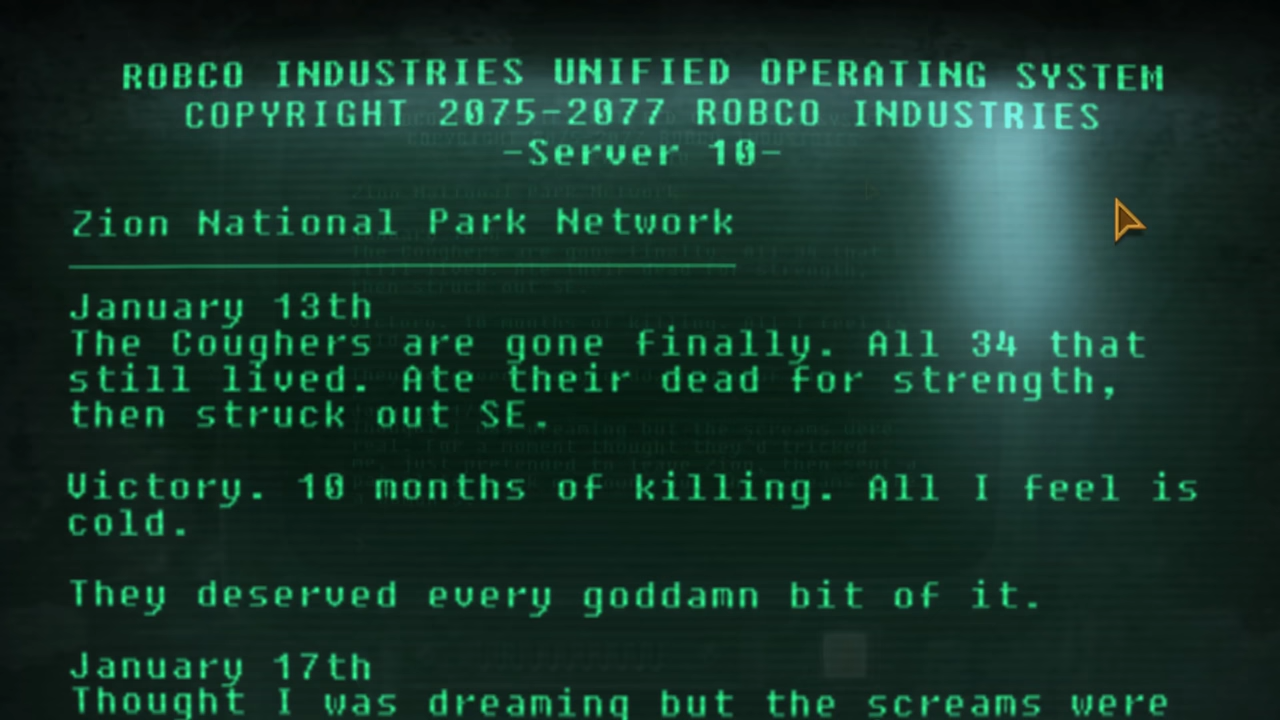 ROBCO INDUSTRIES UNIFIED OPERATING SYSTEM
COPYRIGHT 2075-2077 ROBCO INDUSTRIES
-Server 10-
Zion National Park Network
January 13th
The Coughers are gone finally. All 34 that
still lived. Ate their dead for strength,
then struck out SE.
Victory. 10 months of killing. All I feel is
cold.
They deserved every goddamn bit of it.
January 17th
Thought I was dreaming but the screams were